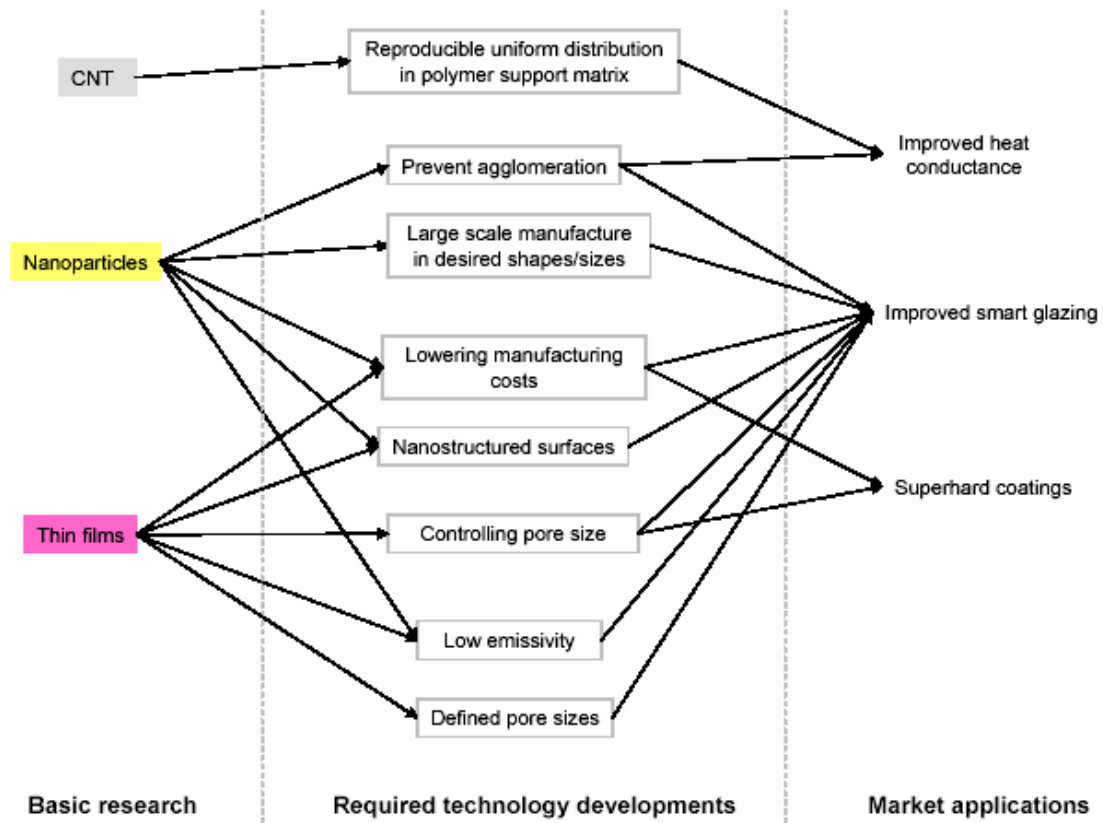 CNT
Reproducible uniform distribution
in polymer support matrix
Improved heat
conductance
Prevent agglomeration
Nanoparticles
Large scale manufacture
in desired shapes/sizes
Improved smart glazing
Lowering manufacturing
costs
Nanostructured surfaces
Superhard coatings
Thin films
Controlling pore size
Low emissivity
Defined pore sizes
Basic research
Required technology developments
Market applications